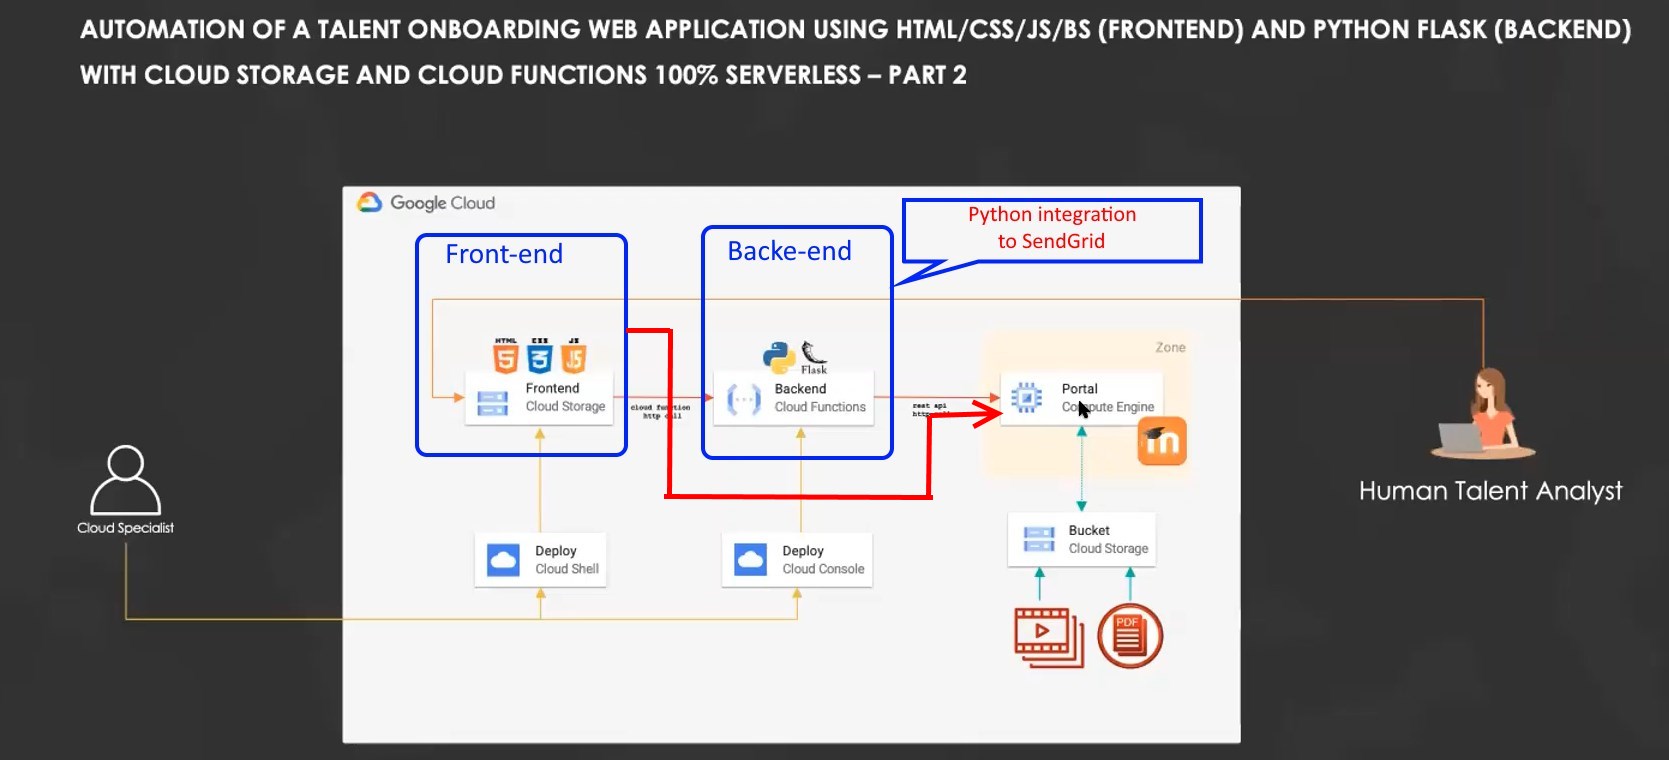 AUTOMATION OF A TALENT ONBOARDING WEB APPLICATION USING HTML/CSS/JS/BS (FRONTEND) AND PYTHON FLASK (BACKEND)
WITH CLOUD STORAGE AND CLOUD FUNCTIONS 100% SERVERLESS – PART 2
Google Cloud
Python integration
to SendGrid
Front-end
Backe-end
HTML
5
CSS
3
JS
JS
Flask
Zone
Frontend
Cloud Storage
cloud function
http call
Backend
Cloud Functions
rest api
Portal
Compute Engine
m
Human Talent Analyst
Cloud Specialist
Bucket
Cloud Storage
Deploy
Cloud Shell
Deploy
Cloud Console
PDF